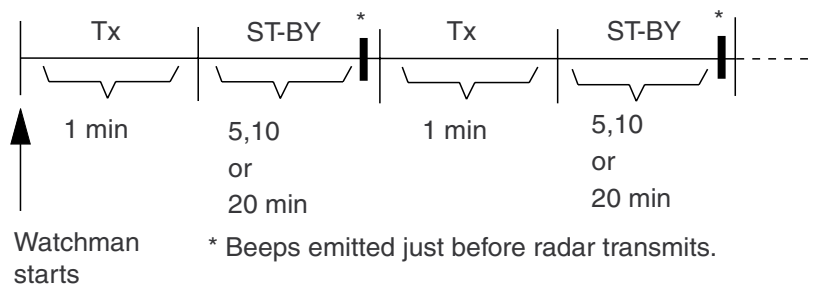 Tx ST-BY * Tx ST-BY *
1 min 5,10 1 min 5,10
or or
20 min 20 min
Watchman * Beeps emitted just before radar transmits.
starts